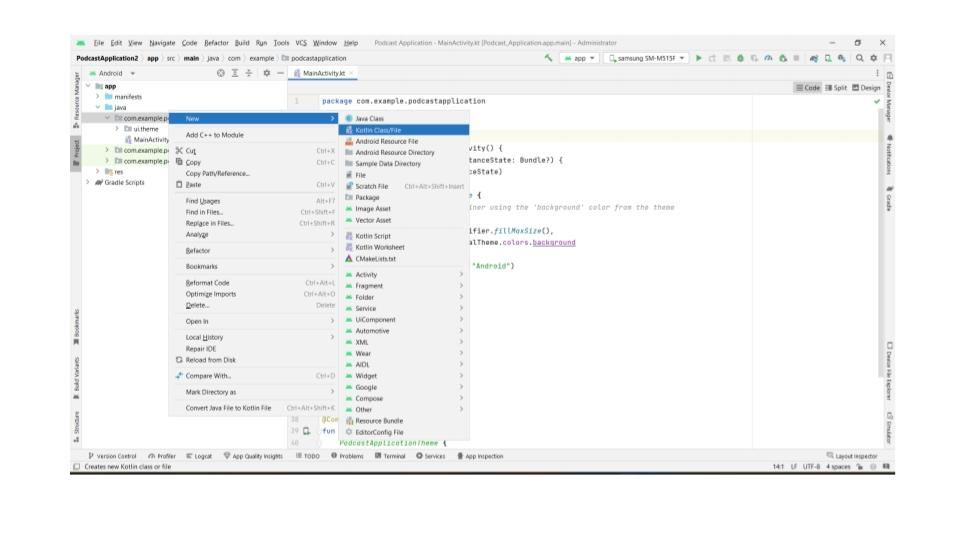 File Edit View Navigate Code Refactor Build Run Tools VCS Window Help Podcast Application - MainActivity.kt [Podcast_Application.app.main] - Administrator
PodcastApplication2 app src main java com example podcastapplication app samsung SM-M515F
Android MainActivity.kt
Code Split Design
app
manifests
java
com.example.p
ui.theme
MainActivity
com.example.p
com.example.p
res
Gradle Scripts
Resource Manager
Project
Bookmarks
Build Variants
Structure
New
Add C++ to Module
Cut Ctrl+X
Copy Ctrl+C
Copy Path/Reference...
Paste Ctrl+V
Find Usages Alt+F7
Find in Files... Ctrl+Shift+F
Replace in Files... Ctrl+Shift+R
Analyze
Refactor
Bookmarks
Reformat Code Ctrl+Alt+L
Optimize Imports Ctrl+Alt+O
Delete... Delete
Open In
Local History
Repair IDE
Reload from Disk
Compare With... Ctrl+D
Mark Directory as
Convert Java File to Kotlin File Ctrl+Alt+Shift+K
Java Class
Kotlin Class/File
Android Resource File
Android Resource Directory
Sample Data Directory
File
Scratch File Ctrl+Alt+Shift+Insert
Package
Image Asset
Vector Asset
Kotlin Script
Kotlin Worksheet
CMakeLists.txt
Activity
Fragment
Folder
Service
UiComponent
Automotive
XML
Wear
AIDL
Widget
Google
Compose
Other
Resource Bundle
EditorConfig File
1 package com.example.podcastapplication
vity() {
tanceState: Bundle?) {
ceState)
e {
iner using the 'background' color from the theme
ifier.fillMaxSize(),
alTheme.colors.background
"Android")
38 @Com
39 fun
40 PodcastApplicationTheme {
Device Manager
Notifications
Gradle
Device File Explorer
Emulator
Version Control Profiler Logcat App Quality Insights TODO Problems Terminal Services App Inspection Layout Inspector
Creates new Kotlin class or file 14:1 LF UTF-8 4 spaces